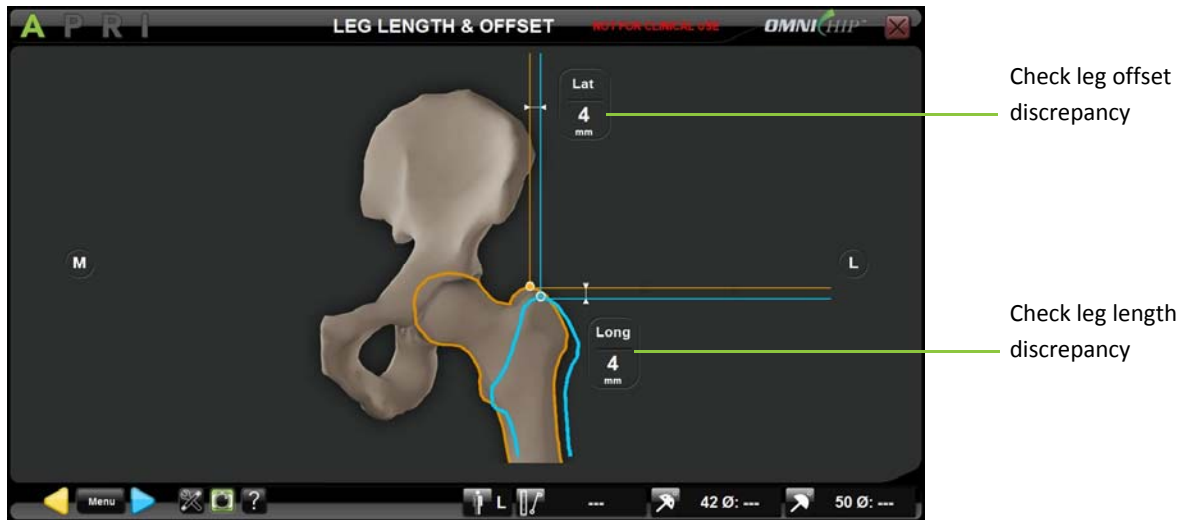 A P R I LEG LENGTH & OFFSET NOT FOR CLINICAL USE OMNI HIP™
Lat
4
mm
Check leg offset
discrepancy
M
L
Long
4
mm
Check leg length
discrepancy
Menu ? L --- 42 Ø: --- 50 Ø: ---